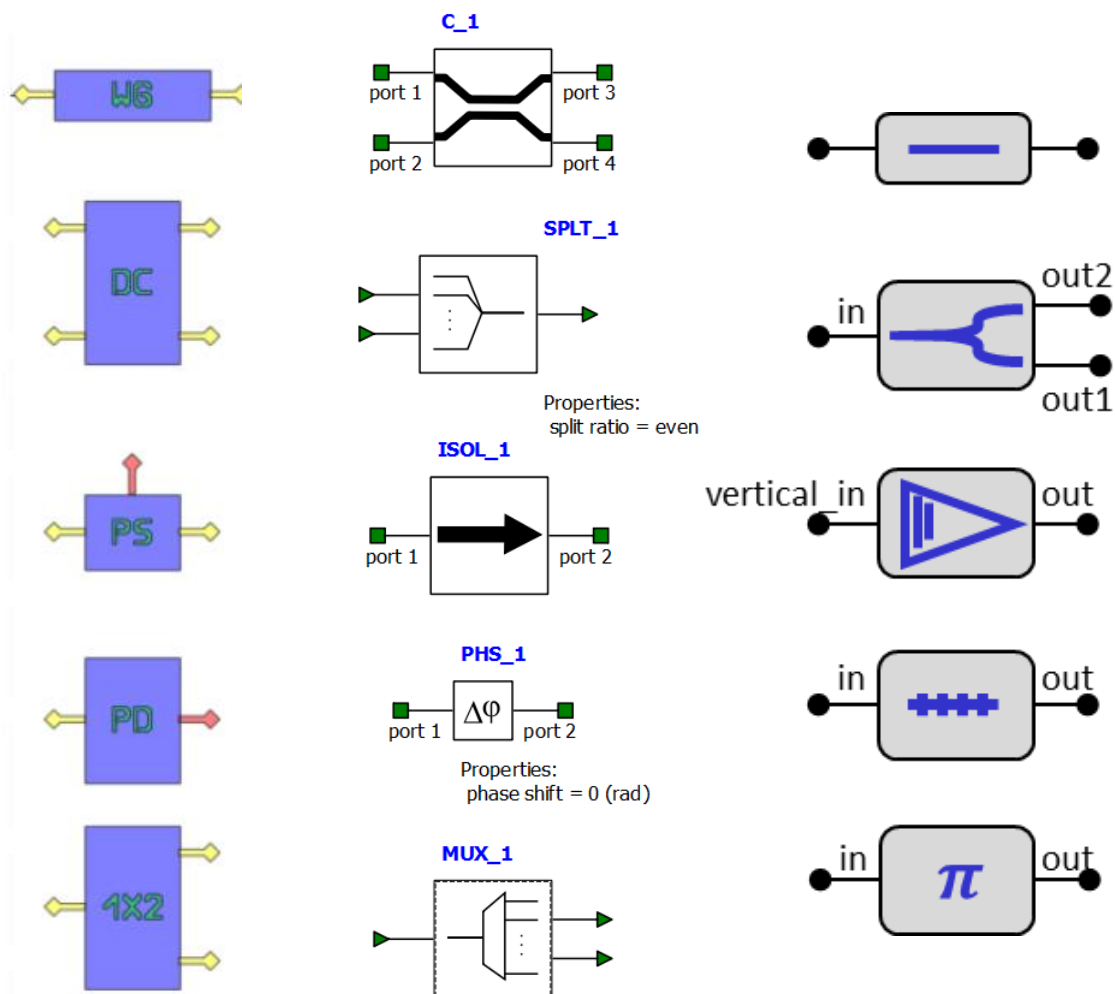 WG
DC
PS
PD
1X2
C_1
port 1
port 3
port 2
port 4
SPLT_1
Properties:
split ratio = even
ISOL_1
port 1
port 2
PHS_1
Δφ
port 1
port 2
Properties:
phase shift = 0 (rad)
MUX_1
in
out2
out1
vertical_in
out
in
out
in
out
π